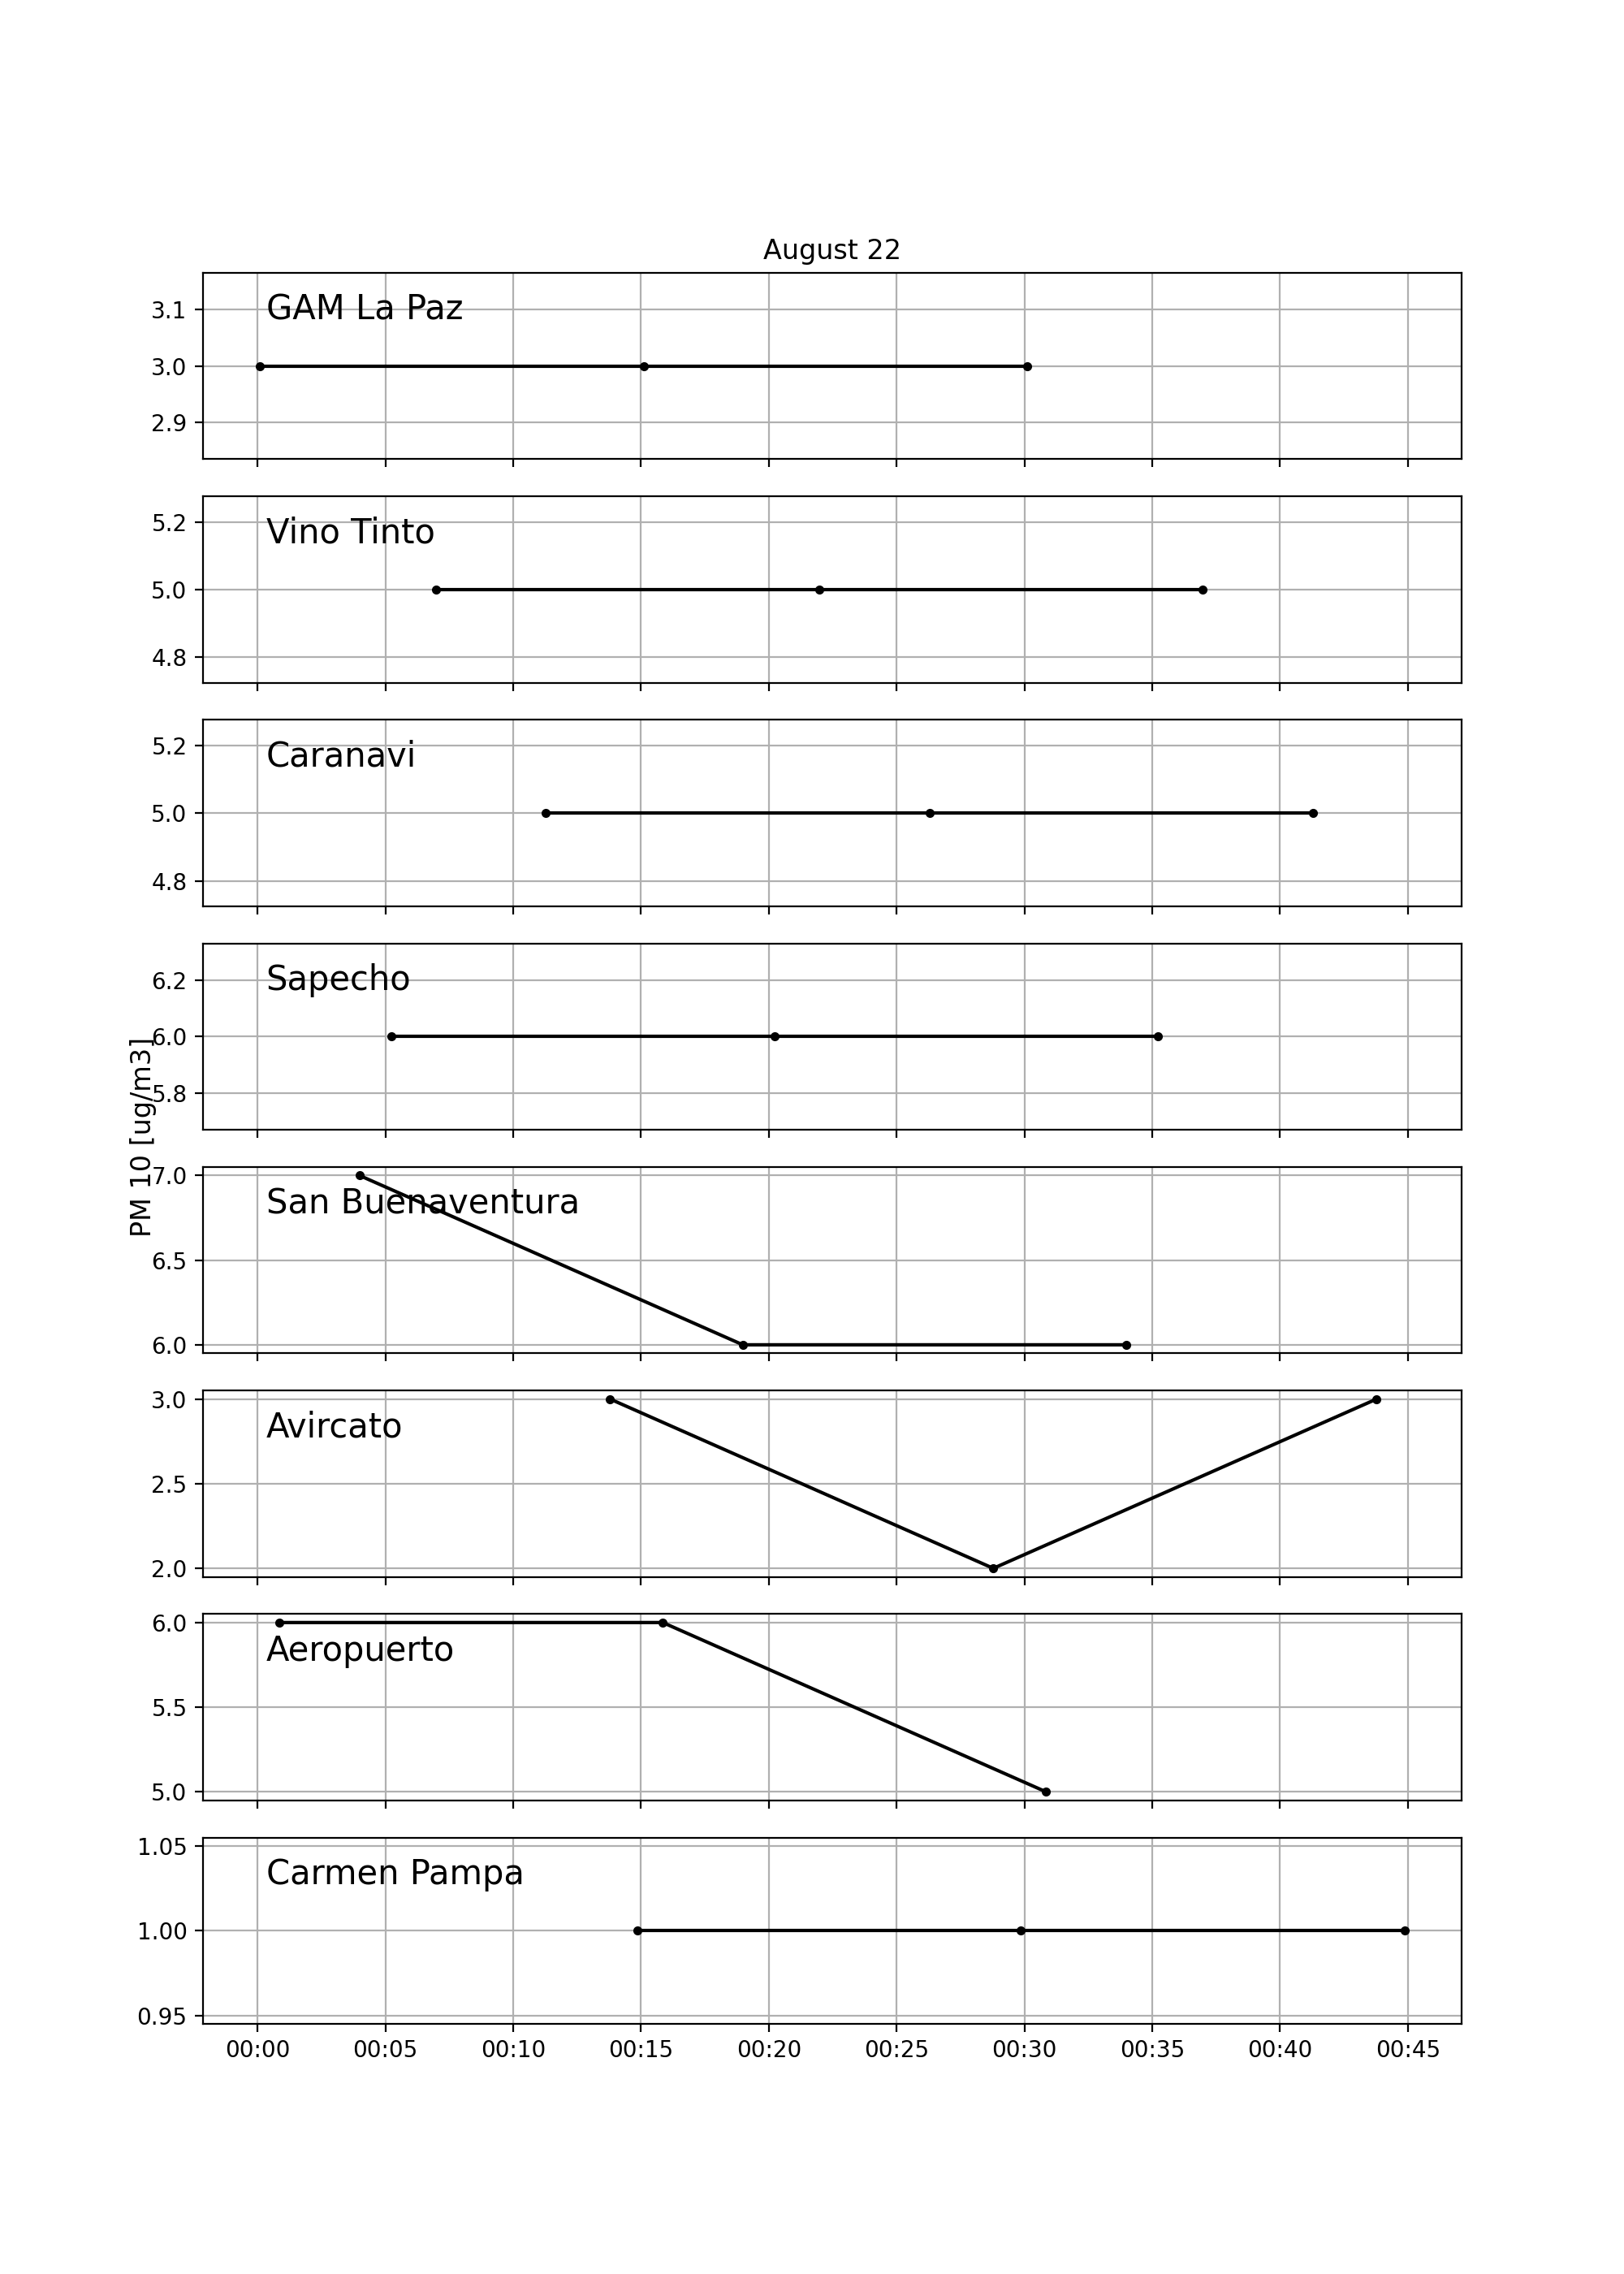 August 22
GAM La Paz
3.1
3.0
2.9
Vino Tinto
5.2
5.0
4.8
Caranavi
5.2
5.0
4.8
Sapecho
6.2
6.0
5.8
PM 10 [ug/m3]
San Buenaventura
7.0
6.5
6.0
Avircato
3.0
2.5
2.0
Aeropuerto
6.0
5.5
5.0
Carmen Pampa
1.05
1.00
0.95
00:00 00:05 00:10 00:15 00:20 00:25 00:30 00:35 00:40 00:45